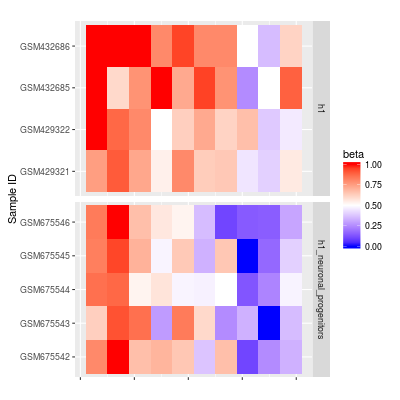 GSM432686
GSM432685
GSM429322
GSM429321
h1
GSM675546
GSM675545
GSM675544
GSM675543
GSM675542
h1_neuronal_progenitors
Sample ID
beta
1.00
0.75
0.50
0.25
0.00